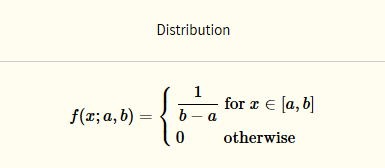 Distribution
f(x; a, b) = { 1/(b − a) for x ∈ [a, b]
0 otherwise